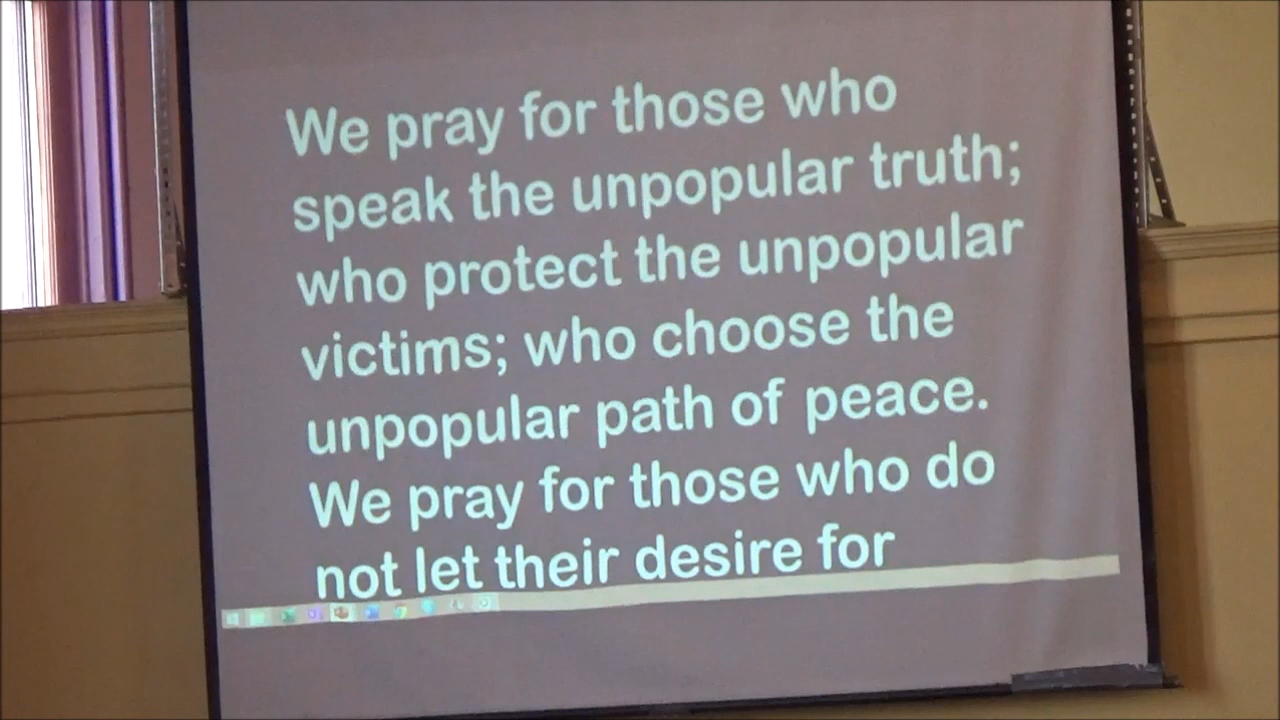 We pray for those who
speak the unpopular truth;
who protect the unpopular
victims; who choose the
unpopular path of peace.
We pray for those who do
not let their desire for